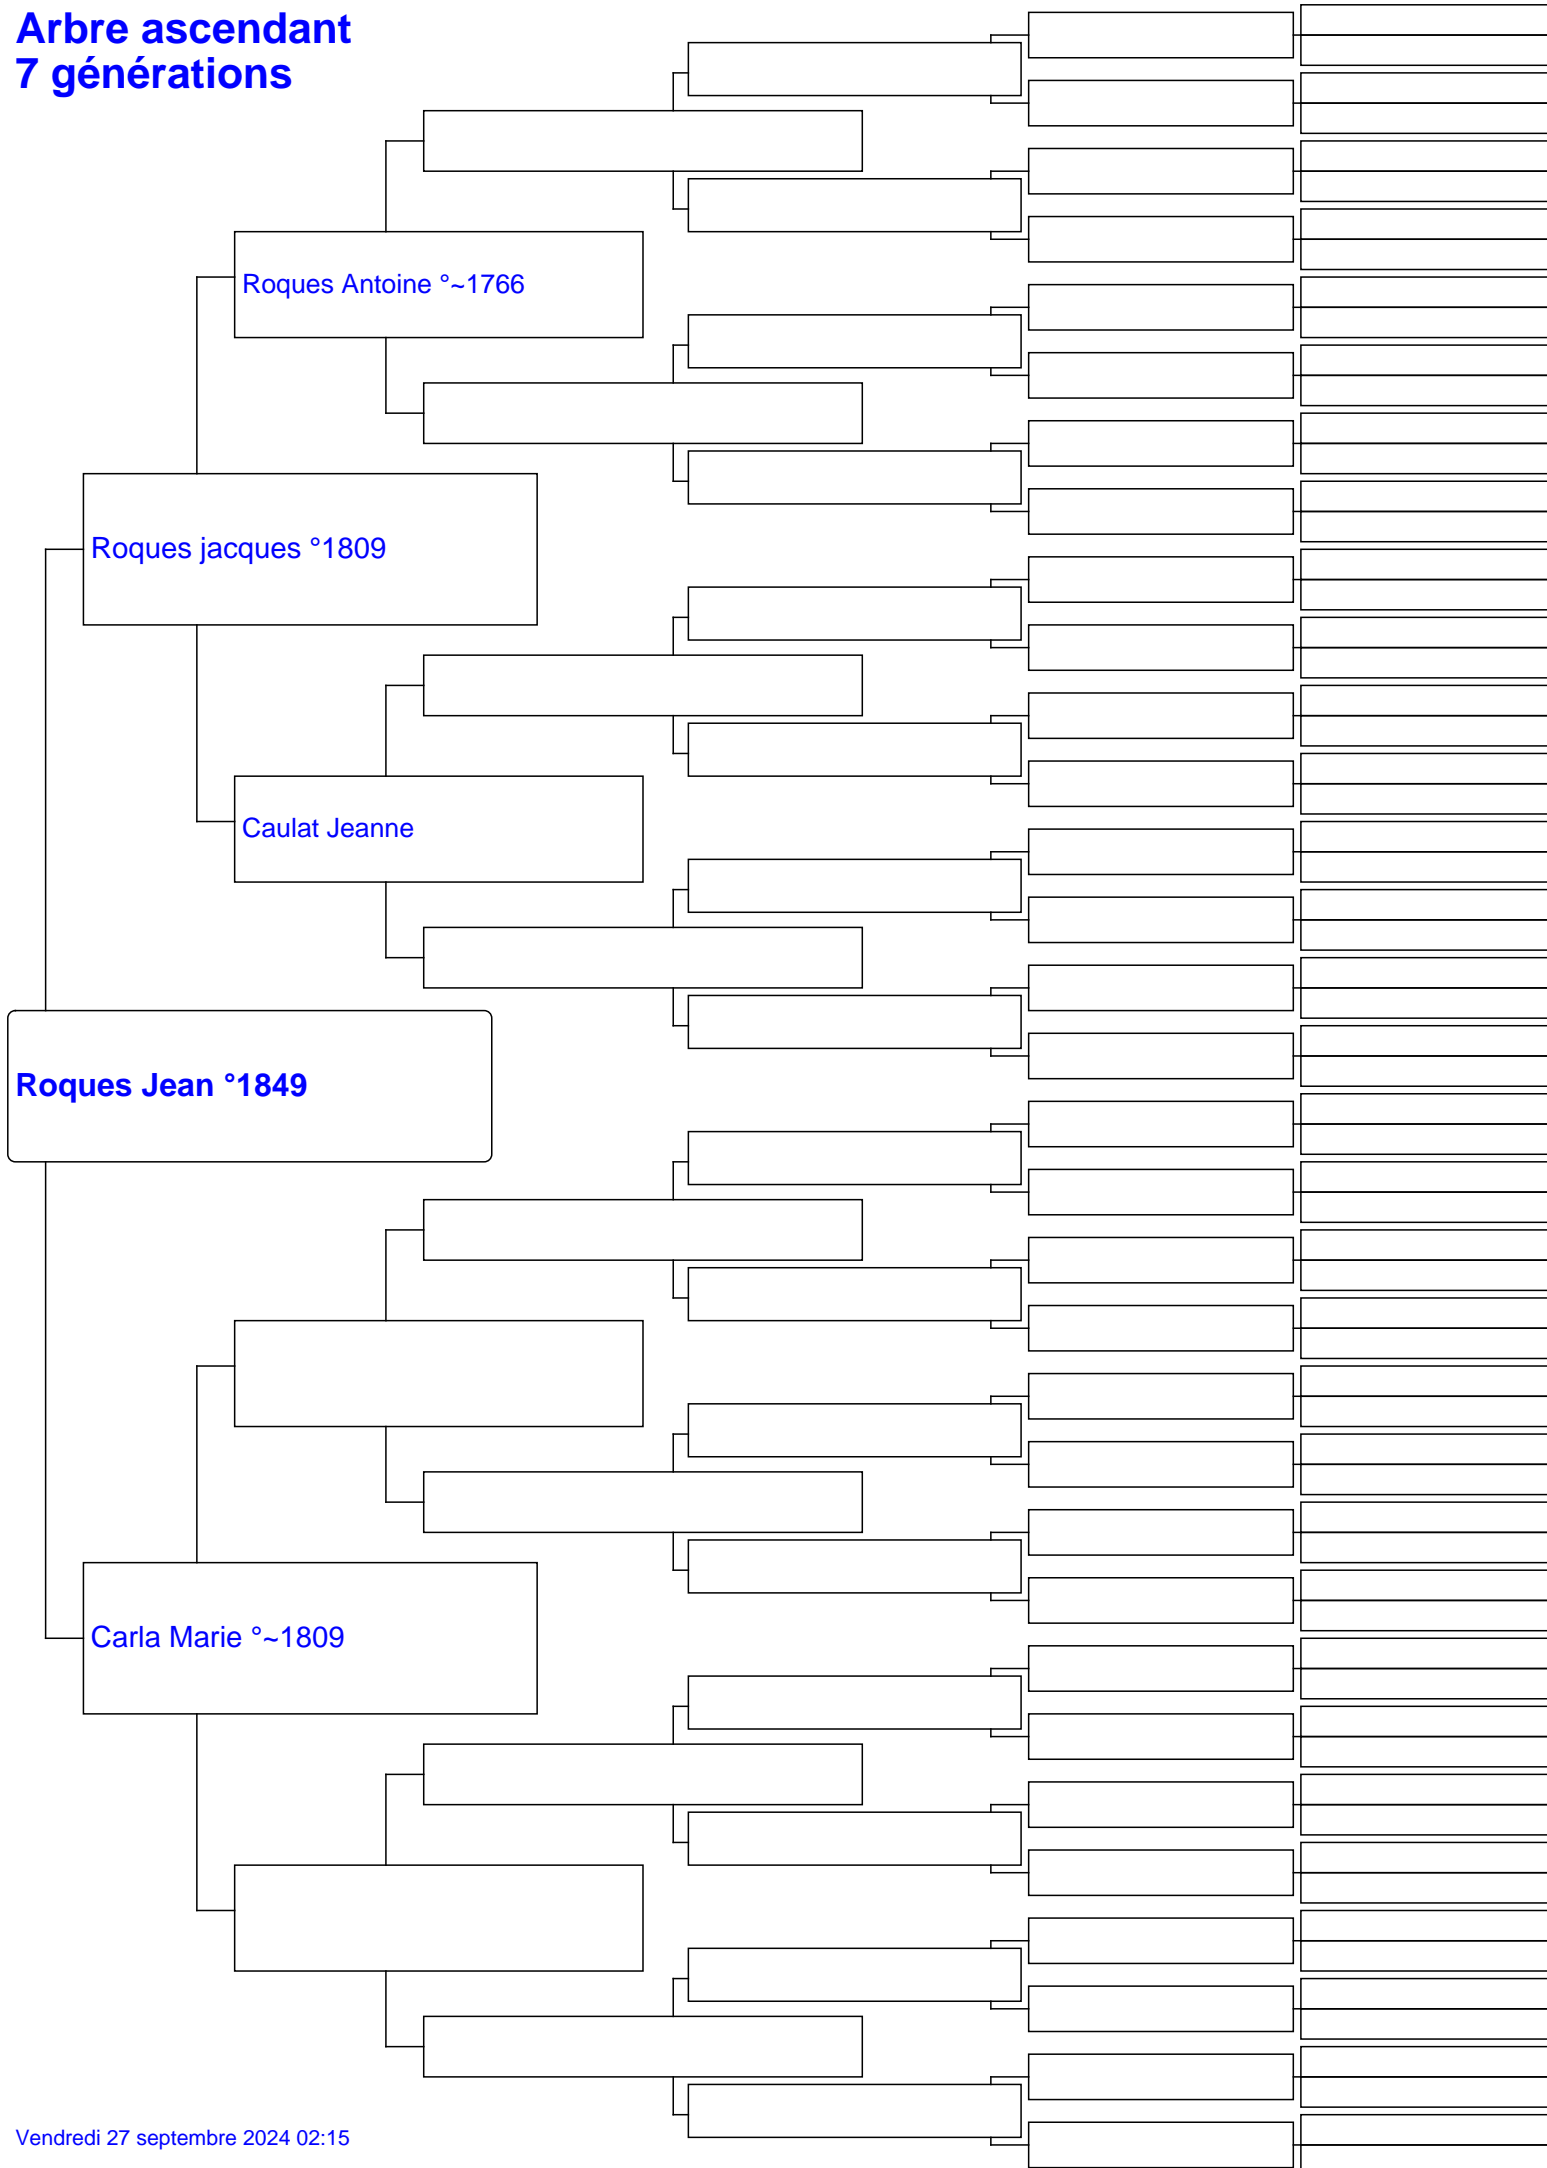 Arbre ascendant
7 générations
Roques Antoine °~1766
Roques jacques °1809
Caulat Jeanne
Roques Jean °1849
Carla Marie °~1809
Vendredi 27 septembre 2024 02:15